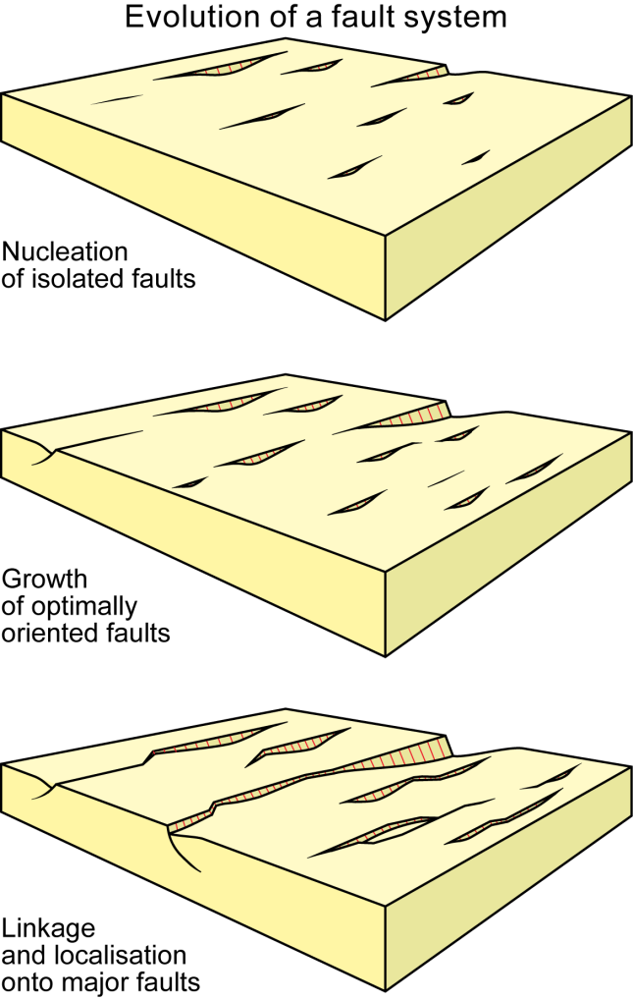 Evolution of a fault system
Nucleation
of isolated faults
Growth
of optimally
oriented faults
Linkage
and localisation
onto major faults